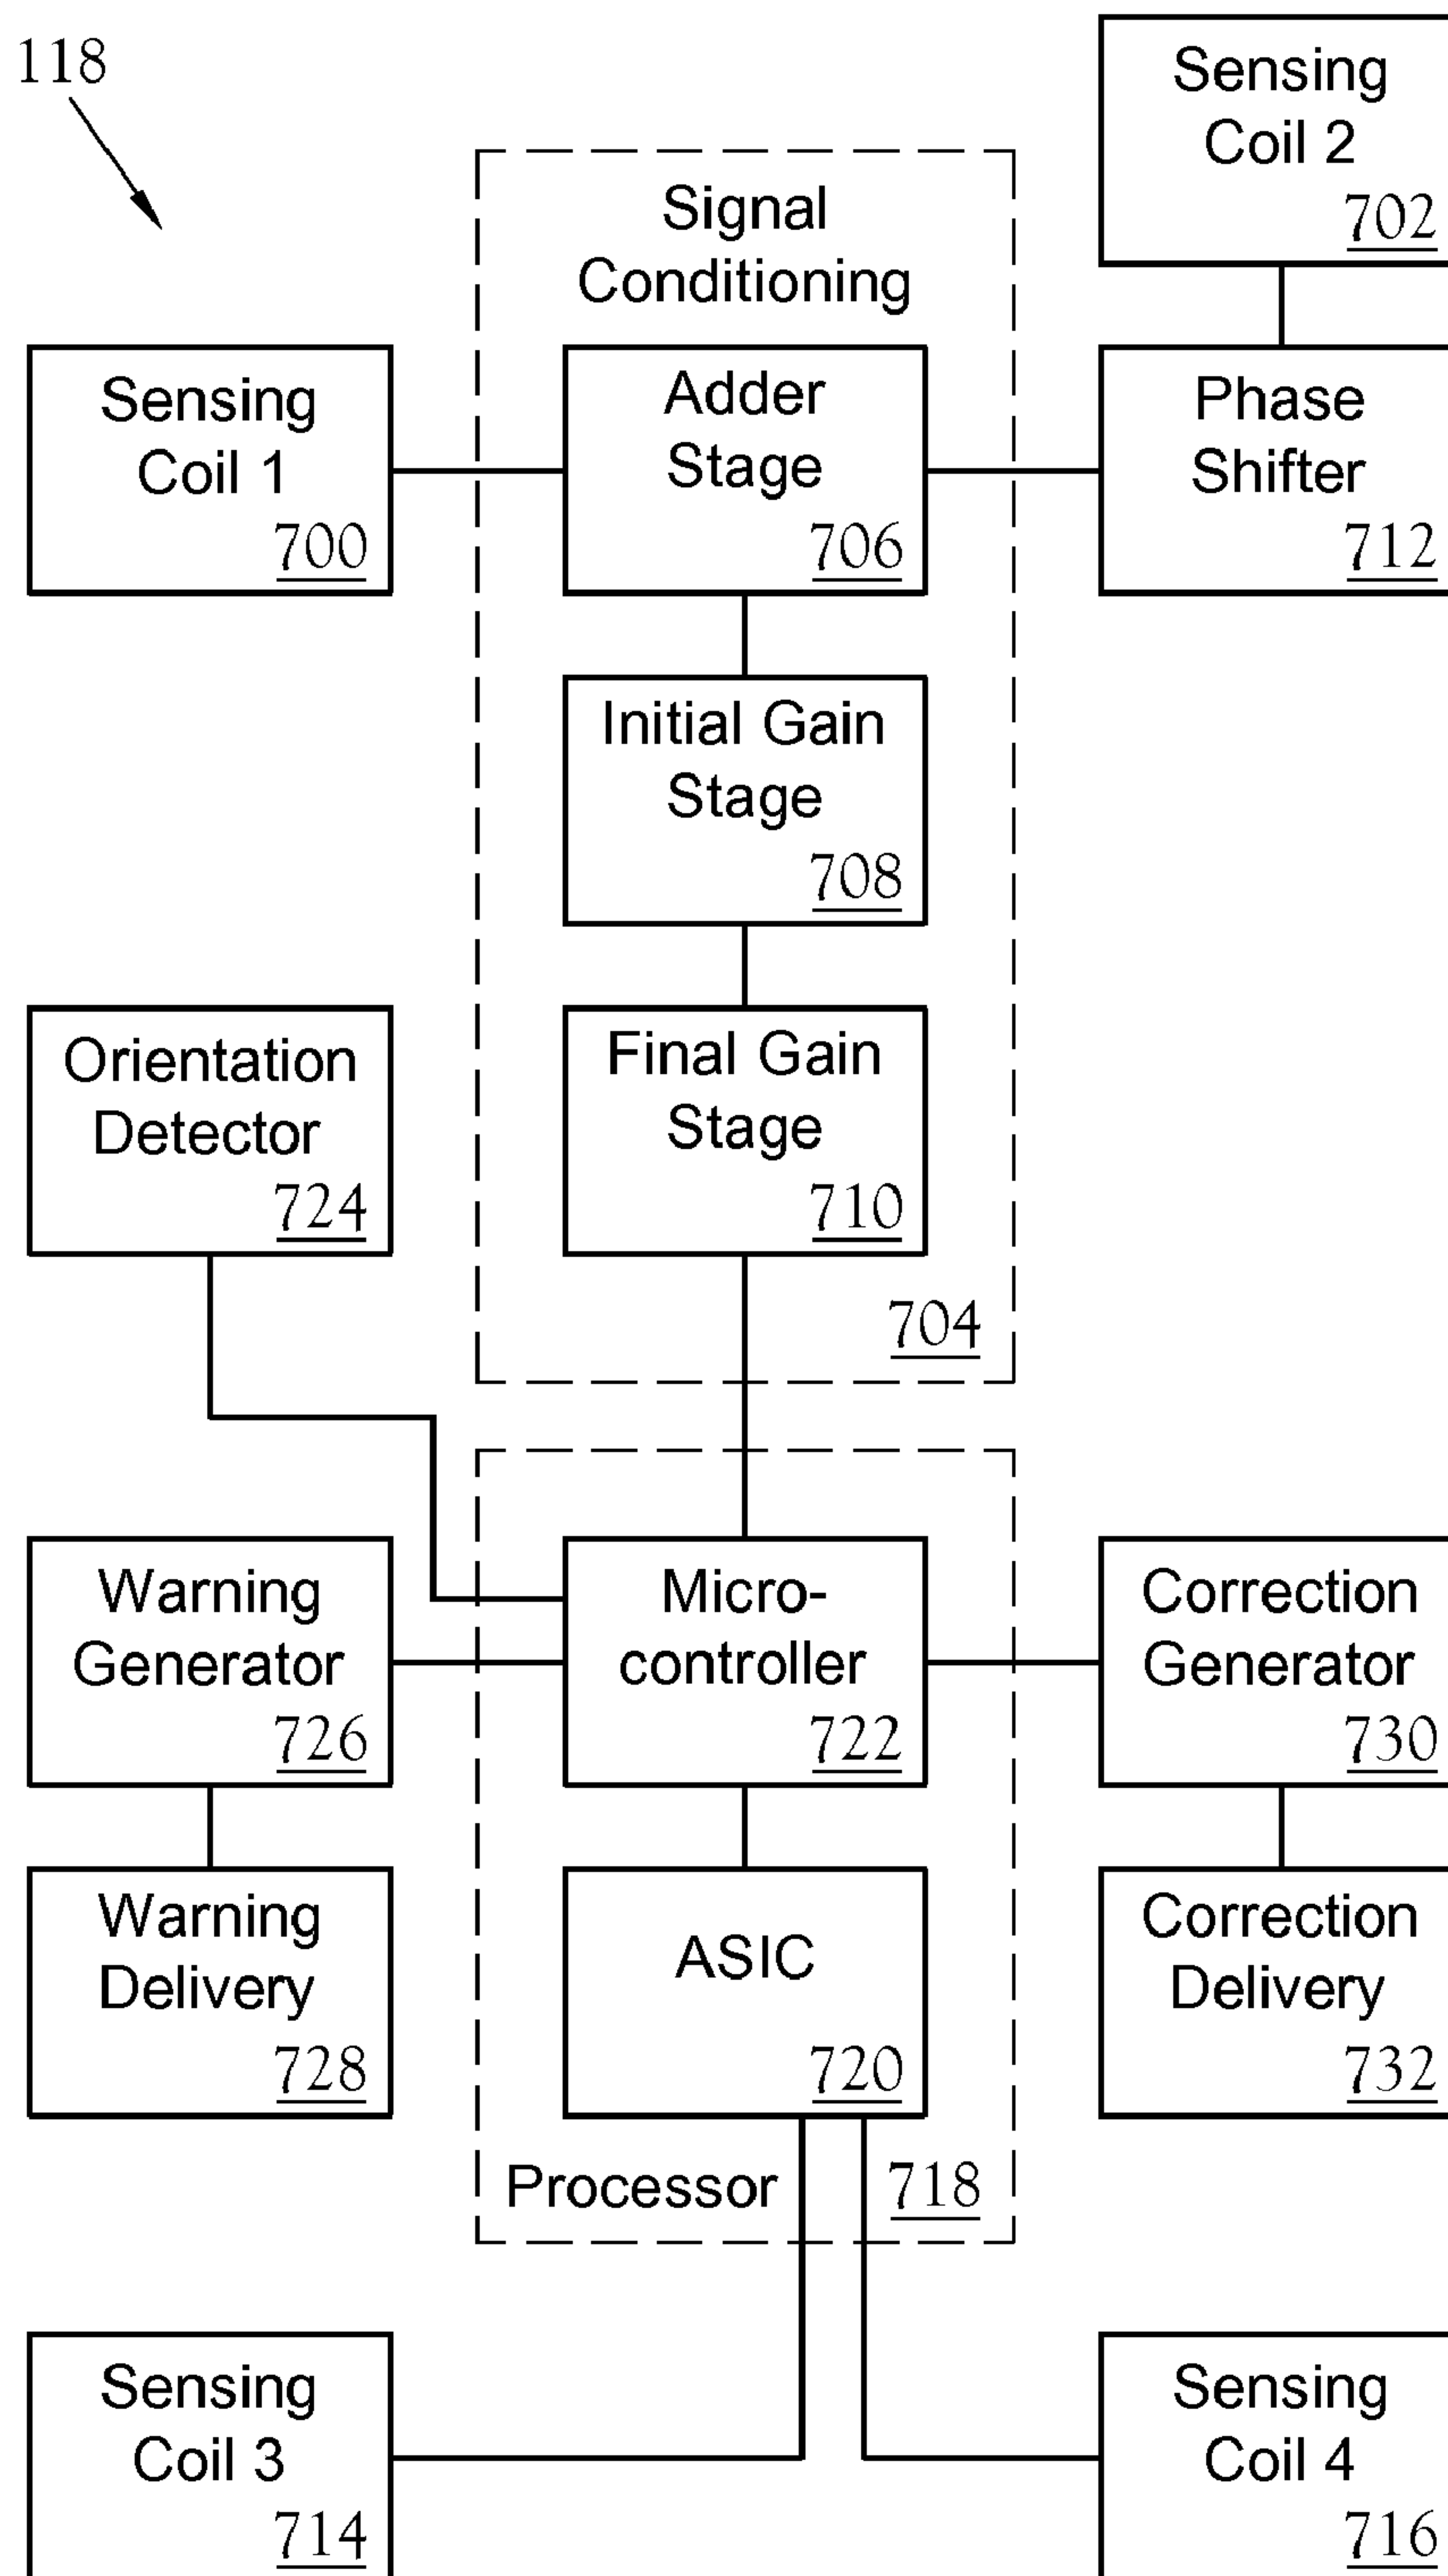 118
Sensing
Coil 2
702
Signal
Conditioning
Sensing
Coil 1
700
Adder
Stage
706
Phase
Shifter
712
Initial Gain
Stage
708
Orientation
Detector
724
Final Gain
Stage
710
704
Warning
Generator
726
Micro-
controller
722
Correction
Generator
730
Warning
Delivery
728
ASIC
720
Correction
Delivery
732
Processor
718
Sensing
Coil 3
714
Sensing
Coil 4
716